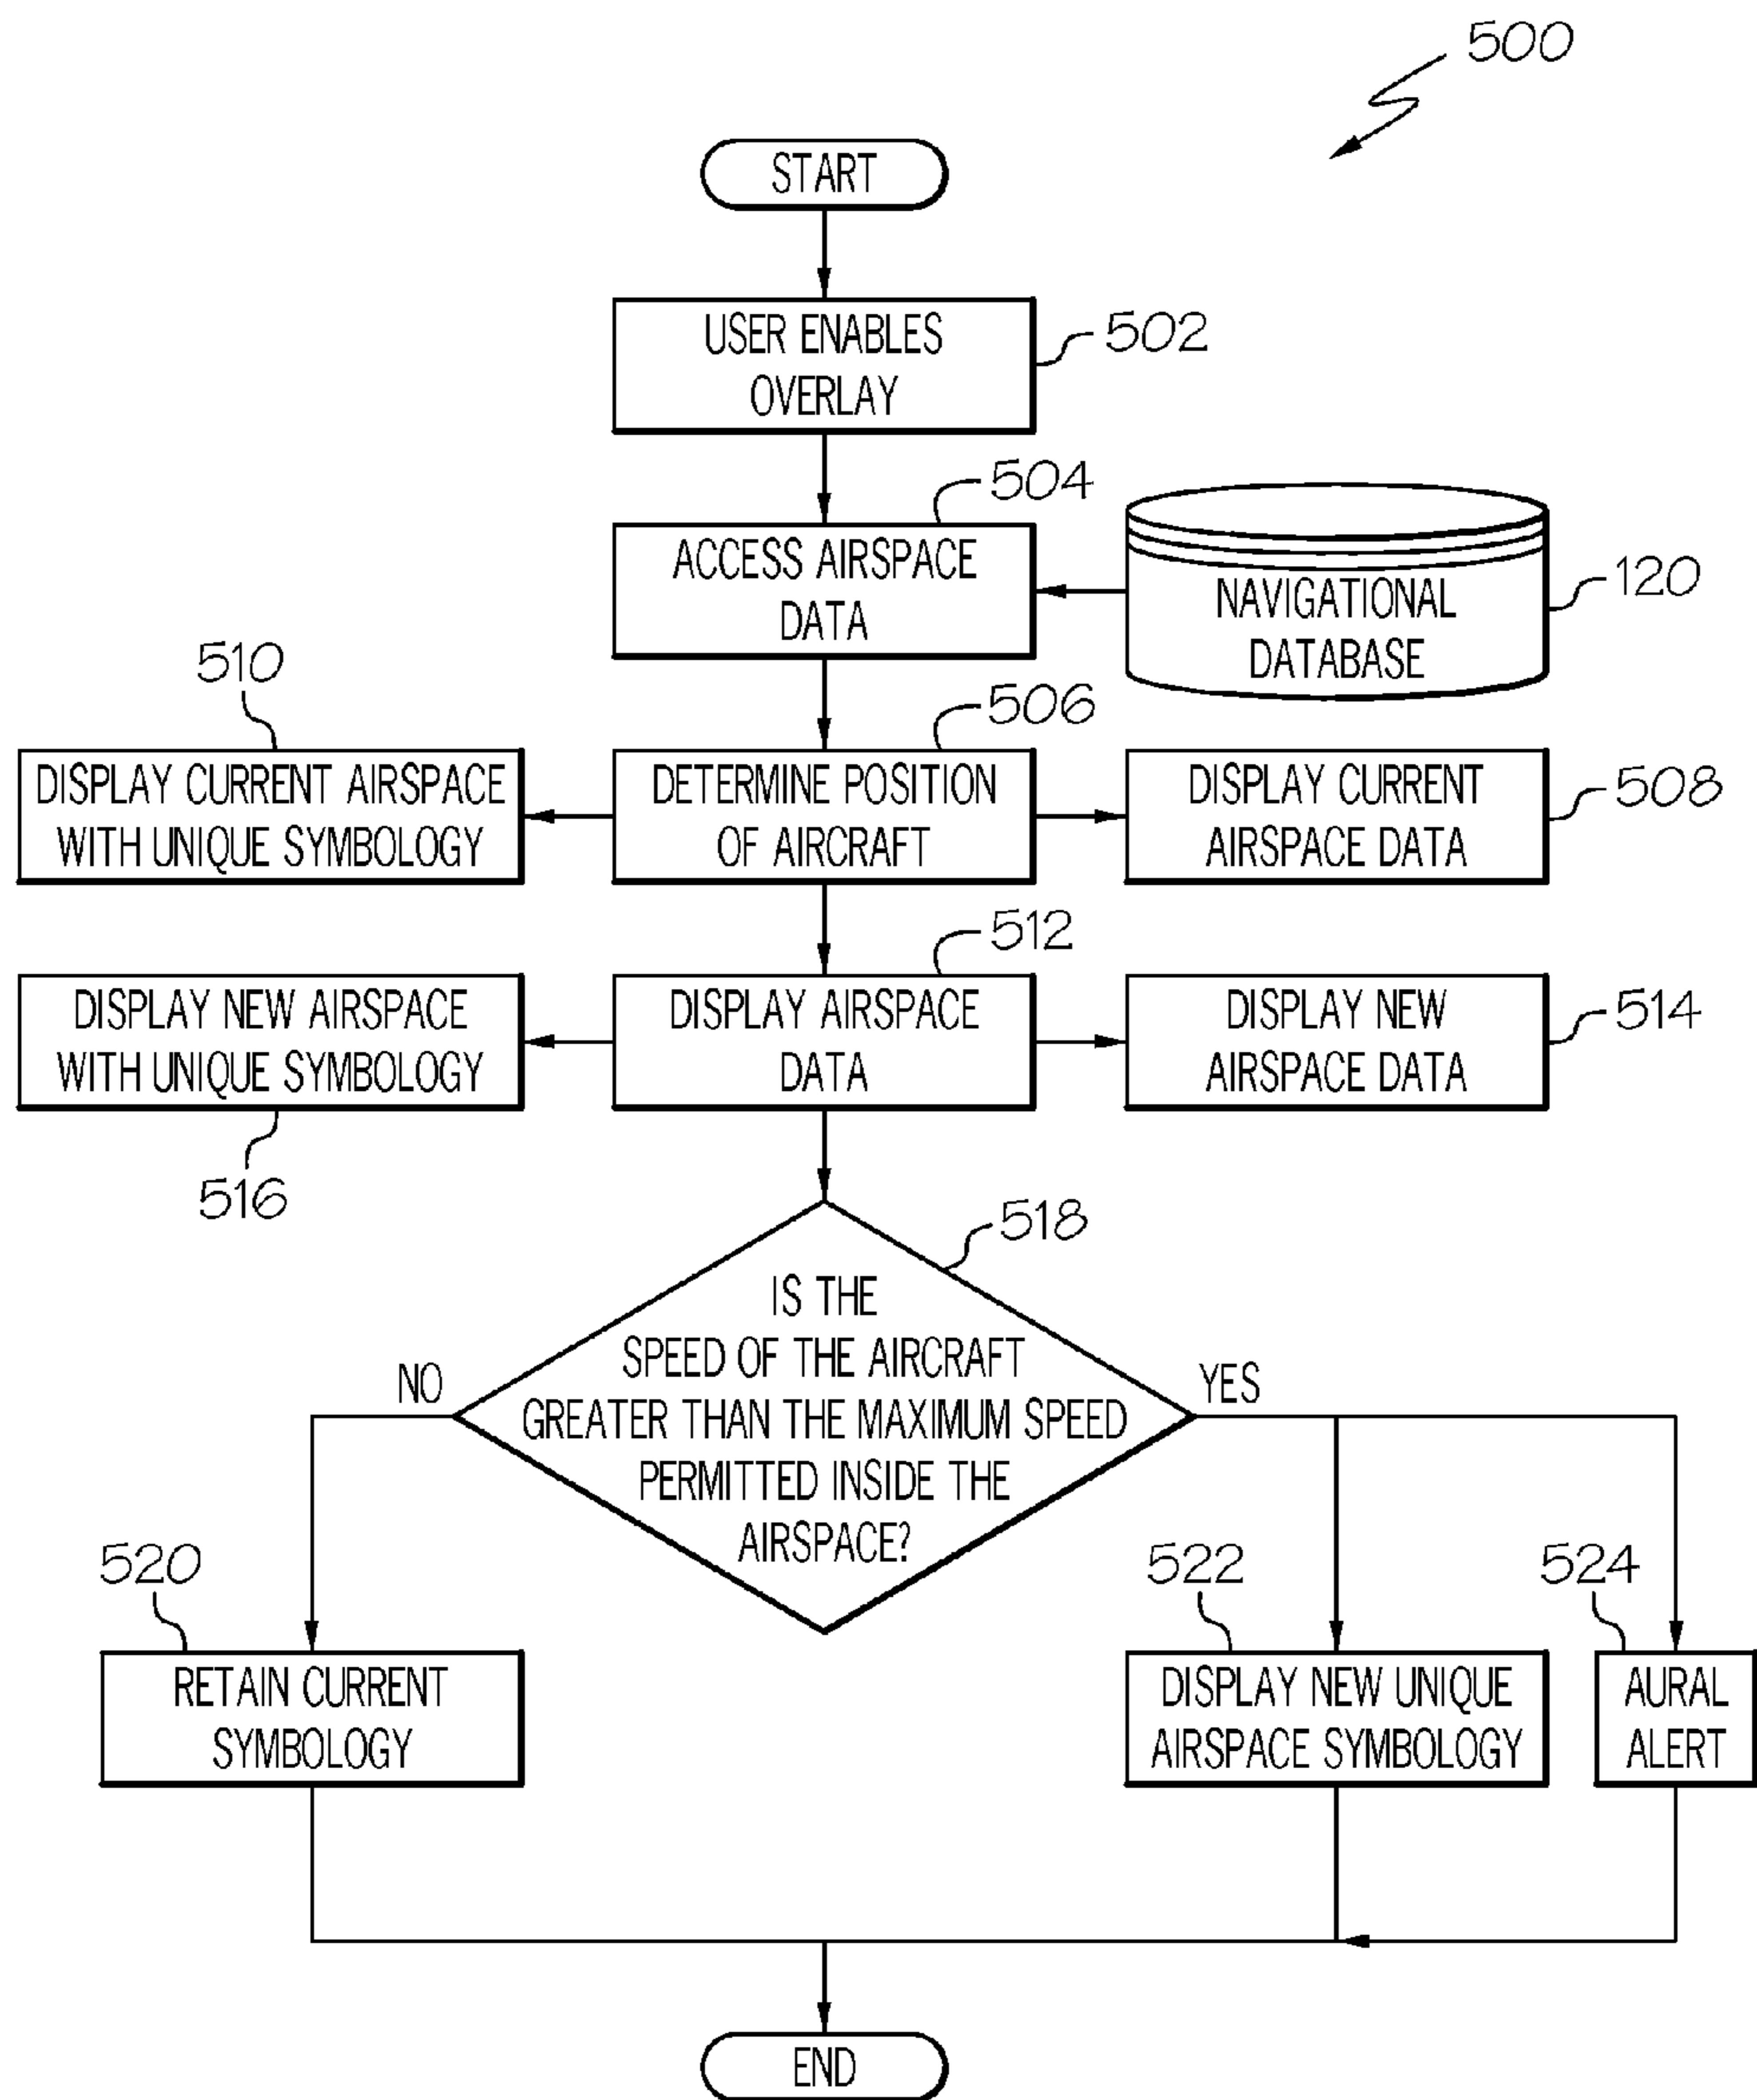 500
START
USER ENABLES
OVERLAY
502
504
ACCESS AIRSPACE
DATA
NAVIGATIONAL
DATABASE
120
510
506
DISPLAY CURRENT AIRSPACE
WITH UNIQUE SYMBOLOGY
DETERMINE POSITION
OF AIRCRAFT
DISPLAY CURRENT
AIRSPACE DATA
508
512
DISPLAY NEW AIRSPACE
WITH UNIQUE SYMBOLOGY
DISPLAY AIRSPACE
DATA
DISPLAY NEW
AIRSPACE DATA
514
516
518
IS THE
SPEED OF THE AIRCRAFT
GREATER THAN THE MAXIMUM SPEED
PERMITTED INSIDE THE
AIRSPACE?
NO
YES
520
522
524
RETAIN CURRENT
SYMBOLOGY
DISPLAY NEW UNIQUE
AIRSPACE SYMBOLOGY
AURAL
ALERT
END